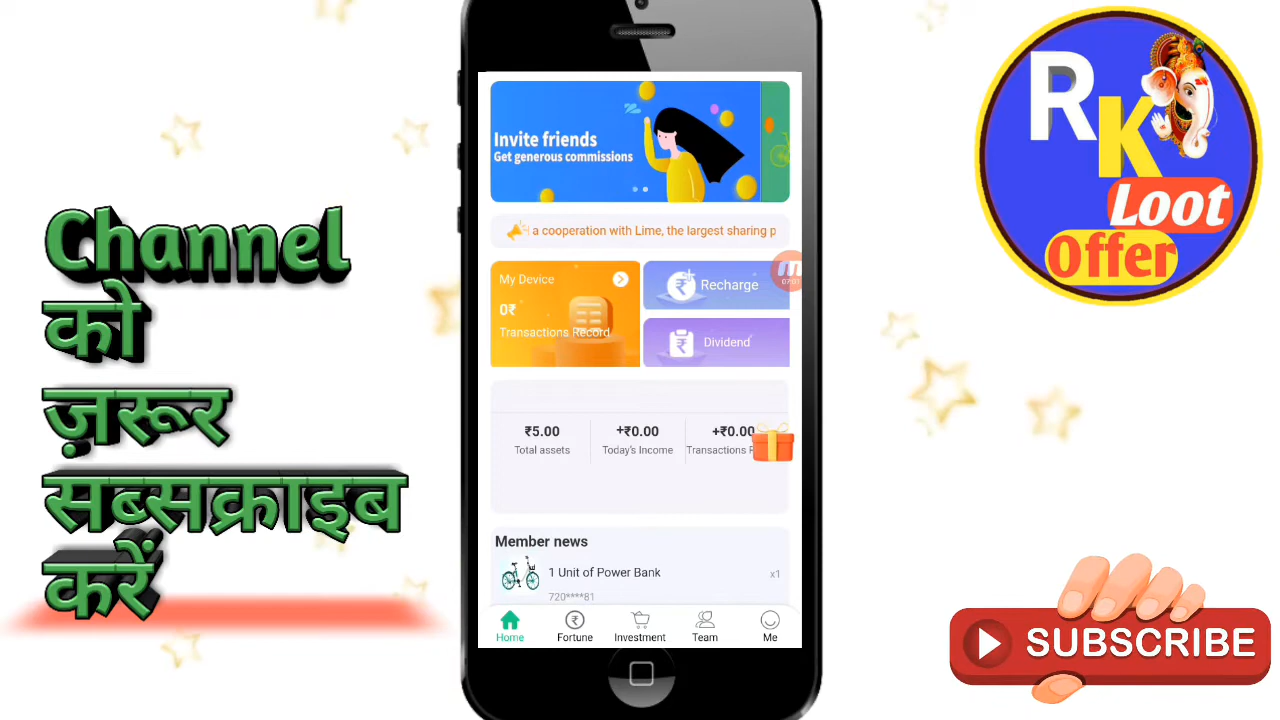 Channel
को
ज़रूर
सब्सक्राइब
करें
Invite friends
Get generous commissions
a cooperation with Lime, the largest sharing p
My Device
0₹
Transactions Record
Recharge
Dividend
07:07
₹5.00
Total assets
+₹0.00
Today's Income
+₹0.00
Transactions
Member news
1 Unit of Power Bank
x1
720****81
Home
Fortune
Investment
Team
Me
RK
Loot
Offer
SUBSCRIBE